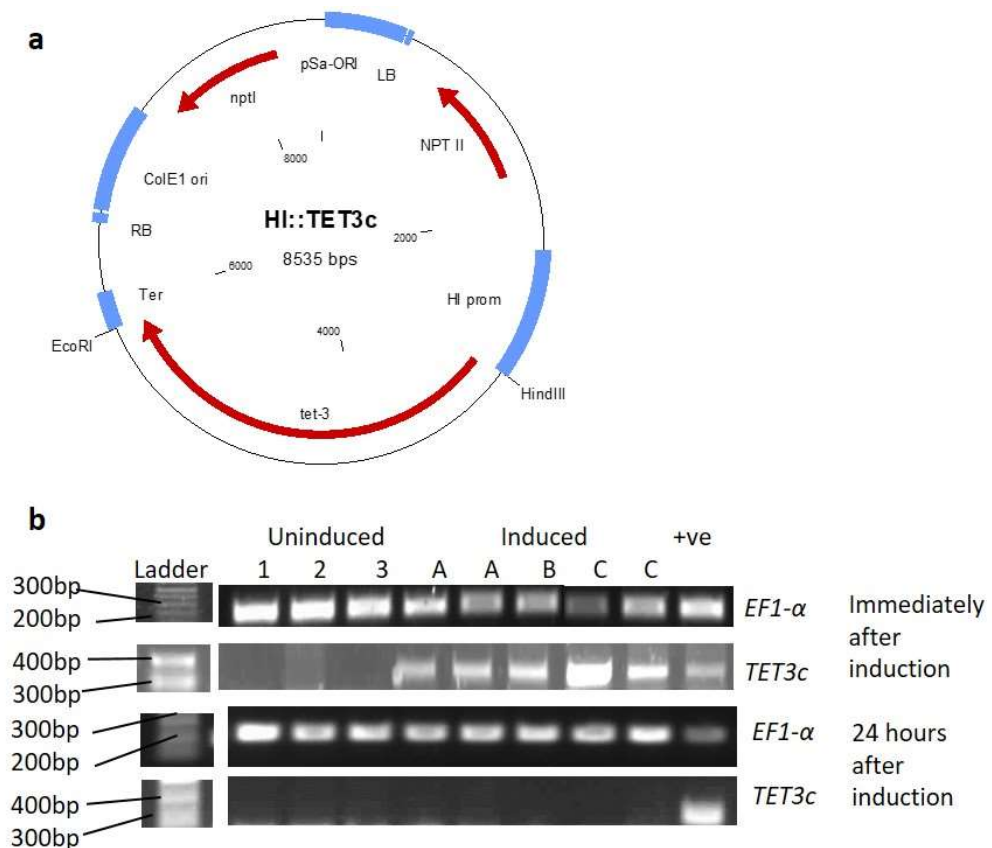 a
pSa-ORI
LB
nptI
NPT II
I
8000
ColE1 ori
HI::TET3c
2000
RB
8535 bps
6000
HI prom
Ter
4000
EcoRI
HindIII
tet-3
b
Uninduced Induced +ve
Ladder 1 2 3 A A B C C
300bp
200bp
EF1-α
Immediately
after
induction
400bp
300bp
TET3c
300bp
200bp
EF1-α
24 hours
after
induction
400bp
300bp
TET3c